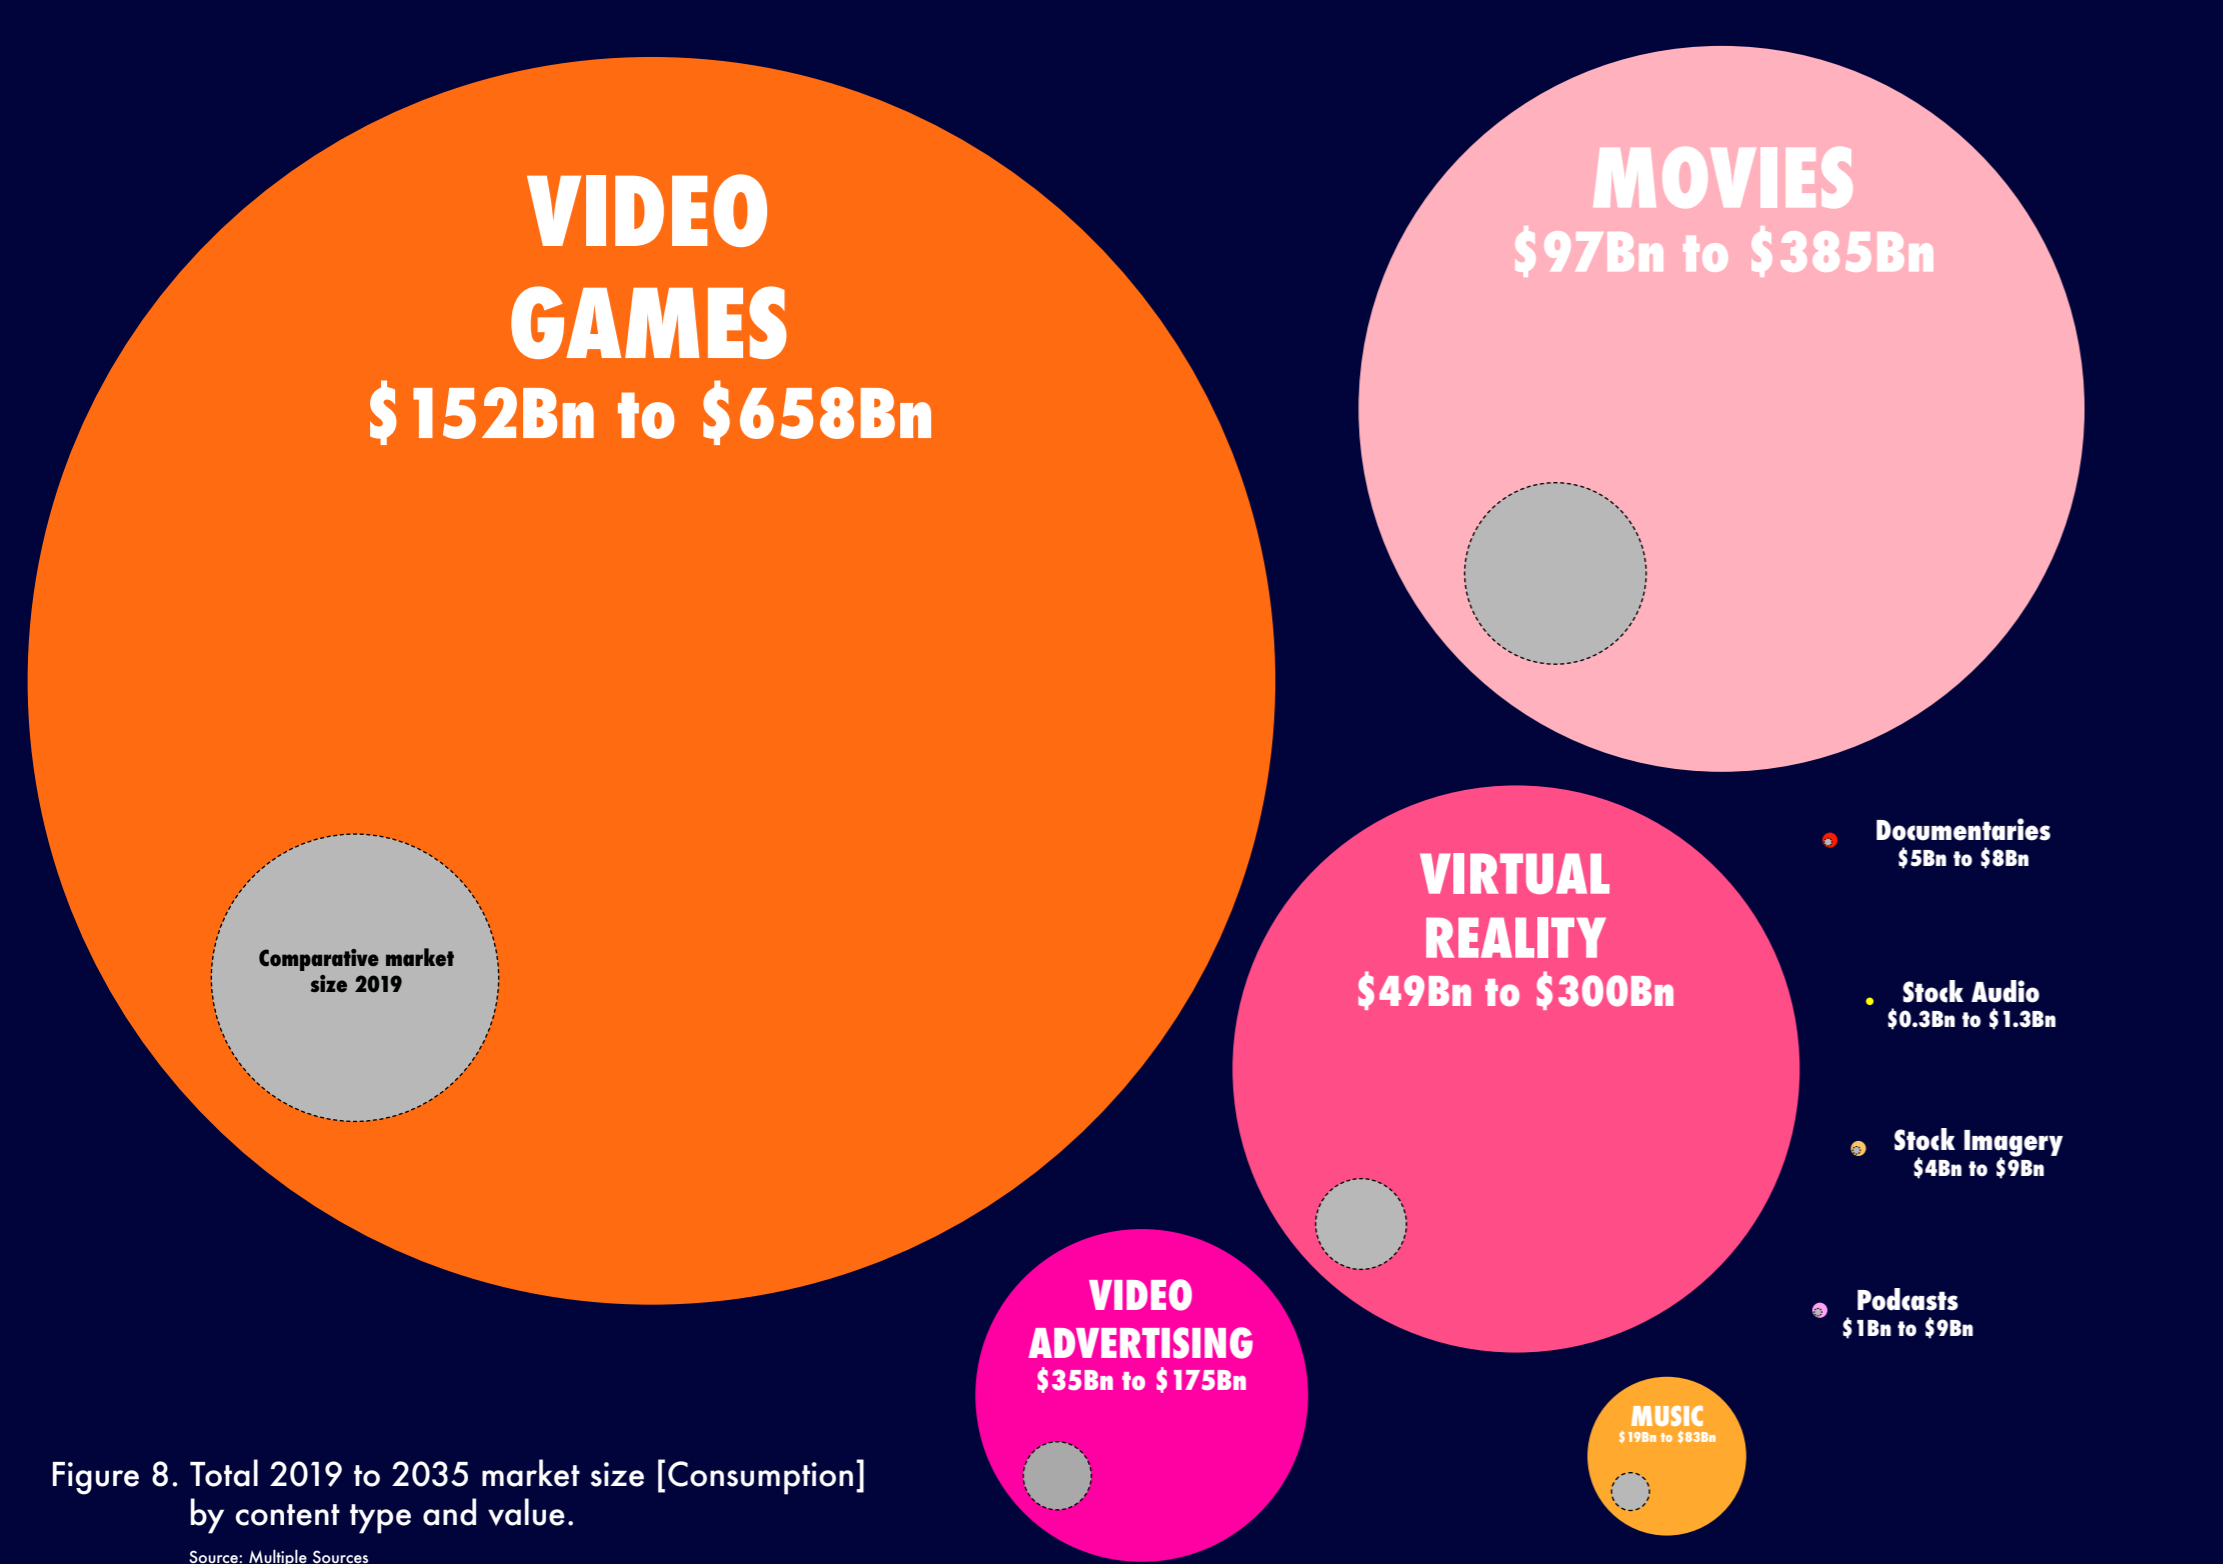 VIDEO
GAMES
$152Bn to $658Bn
Comparative market
size 2019
MOVIES
$97Bn to $385Bn
VIRTUAL
REALITY
$49Bn to $300Bn
Documentaries
$5Bn to $8Bn
Stock Audio
$0.3Bn to $1.3Bn
Stock Imagery
$4Bn to $9Bn
Podcasts
$1Bn to $9Bn
VIDEO
ADVERTISING
$35Bn to $175Bn
MUSIC
$19Bn to $83Bn
Figure 8. Total 2019 to 2035 market size [Consumption]
by content type and value.
Source: Multiple Sources